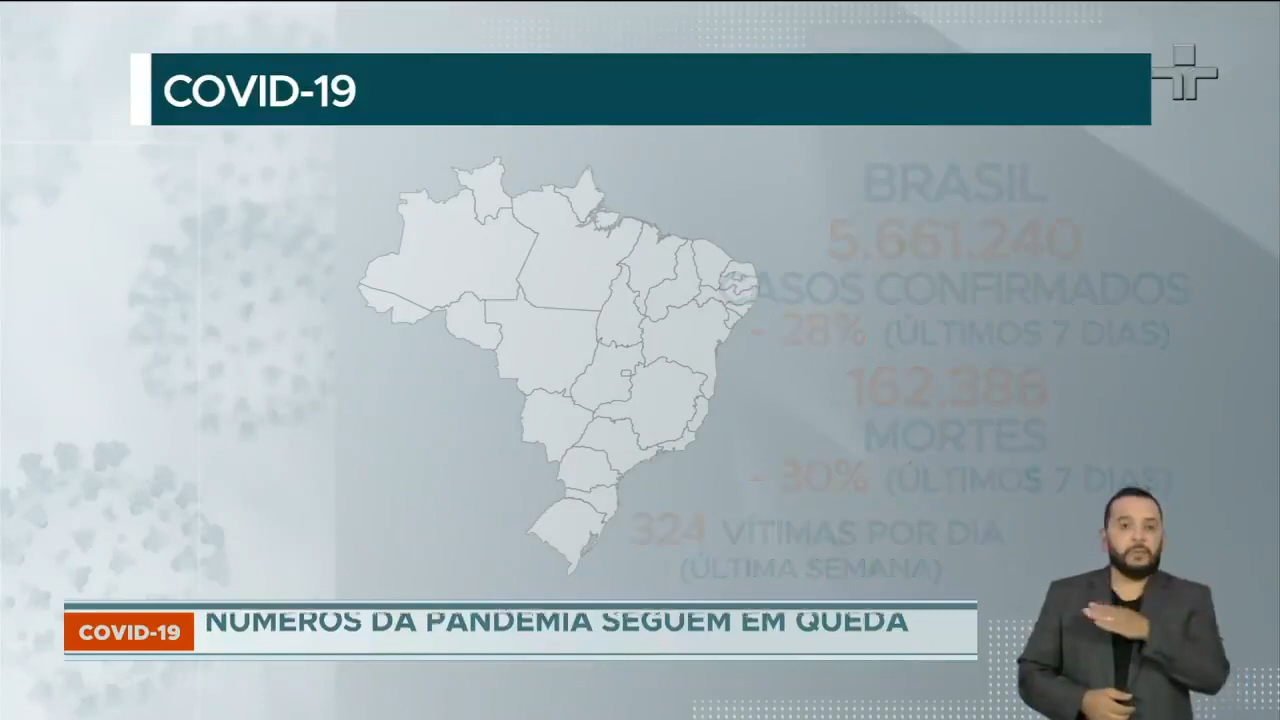 COVID-19
BRASIL
5.661.240
CASOS CONFIRMADOS
- 28% (ÚLTIMOS 7 DIAS)
162.386
MORTES
- 30% (ÚLTIMOS 7 DIAS)
324 VÍTIMAS POR DIA
(ÚLTIMA SEMANA)
COVID-19 NÚMEROS DA PANDEMIA SEGUEM EM QUEDA